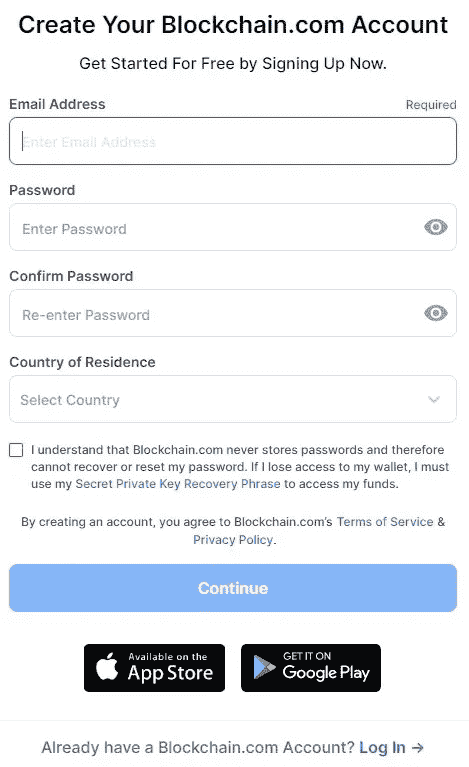 Create Your Blockchain.com Account
Get Started For Free by Signing Up Now.
Email Address Required
Enter Email Address
Password
Enter Password
Confirm Password
Re-enter Password
Country of Residence
Select Country
I understand that Blockchain.com never stores passwords and therefore
cannot recover or reset my password. If I lose access to my wallet, I must
use my Secret Private Key Recovery Phrase to access my funds.
By creating an account, you agree to Blockchain.com’s Terms of Service &
Privacy Policy.
Continue
Available on the
App Store
GET IT ON
Google Play
Already have a Blockchain.com Account? Log In →